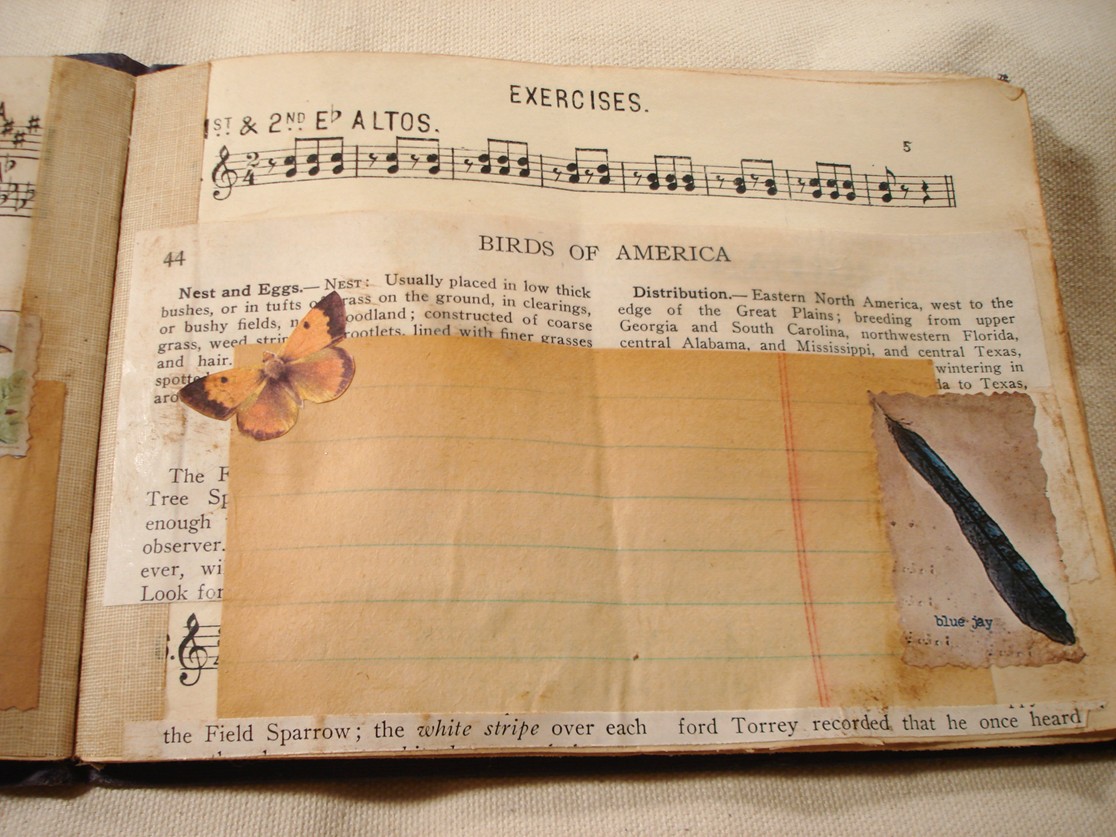 EXERCISES.
1ST & 2ND E♭ ALTOS.
5
44
BIRDS OF AMERICA
Nest and Eggs.— NEST: Usually placed in low thick
bushes, or in tufts of grass on the ground, in clearings,
or bushy fields, woodland; constructed of coarse
grass, weed rootlets, lined with finer grasses
and hair.
spotted
Distribution.— Eastern North America, west to the
edge of the Great Plains; breeding from upper
Georgia and South Carolina, northwestern Florida,
central Alabama, and Mississippi, and central Texas,
wintering in
to Texas,
The
Tree
enough
observer.
ever,
Look for
blue jay
the Field Sparrow; the white stripe over each
ford Torrey recorded that he once heard